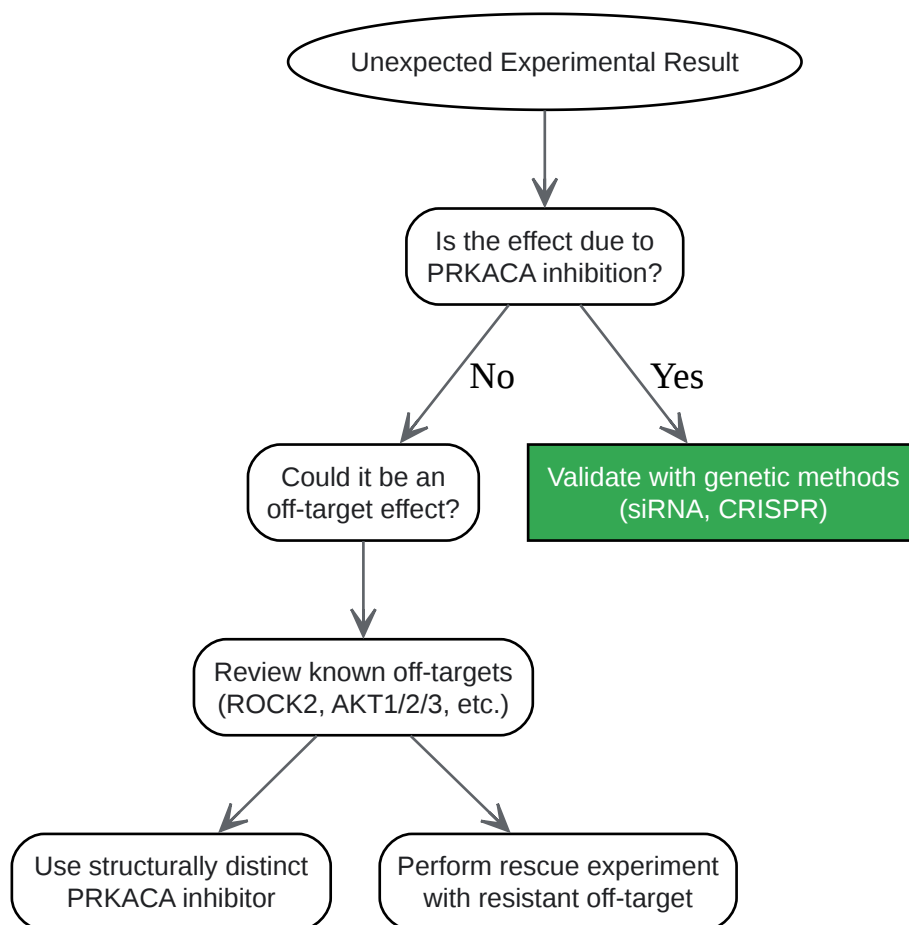 Unexpected Experimental Result
Is the effect due to
PRKACA inhibition?
No
Yes
Could it be an
off-target effect?
Validate with genetic methods
(siRNA, CRISPR)
Review known off-targets
(ROCK2, AKT1/2/3, etc.)
Use structurally distinct
PRKACA inhibitor
Perform rescue experiment
with resistant off-target